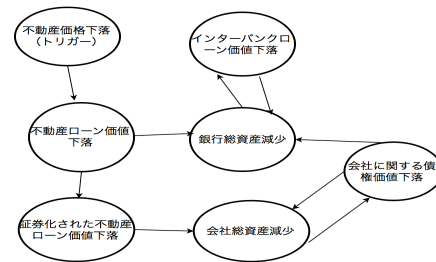 不動産価格下落
（トリガー）
インターバンクロ
ーン価値下落
不動産ローン価値
下落
銀行総資産減少
会社に関する債
権価値下落
証券化された不動産
ローン価値下落
会社総資産減少